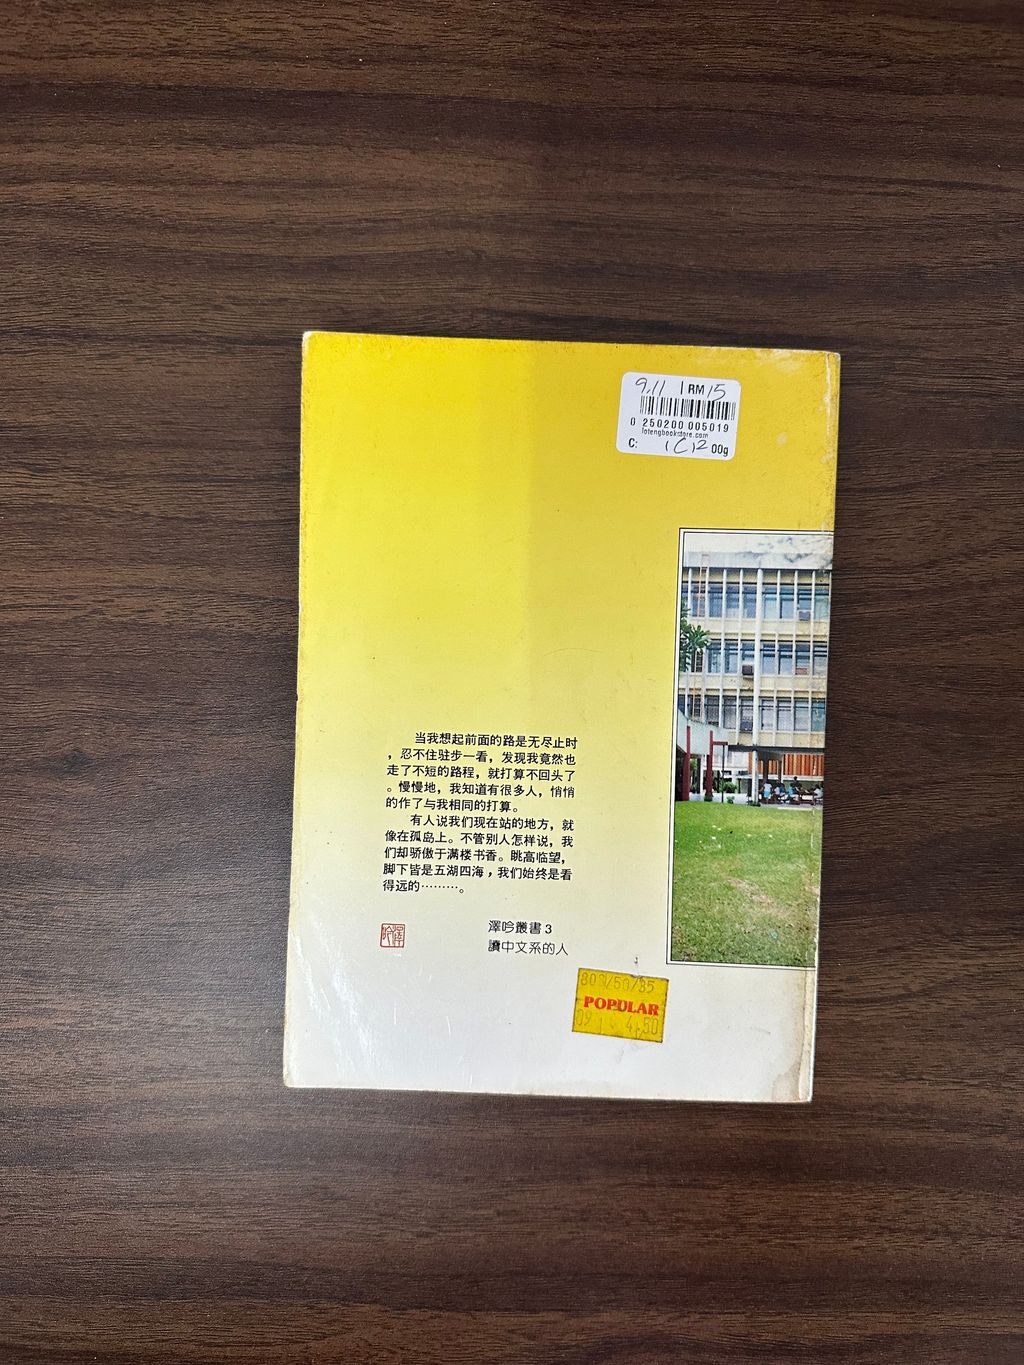 9.11 RM 15
0 250200 005019
lotengbookstore.com
C: 00g
当我想起前面的路是无尽止时
，忍不住驻步一看，发现我竟然也
走了不短的路程，就打算不回头了
。慢慢地，我知道有很多人，悄悄
的作了与我相同的打算。
有人说我们现在站的地方，就
像在孤岛上。不管别人怎样说，我
们却骄傲于满楼书香。眺高临望，
脚下皆是五湖四海，我们始终是看
得远的………。
澤吟叢書3
讀中文系的人
POPULAR
09 4.50